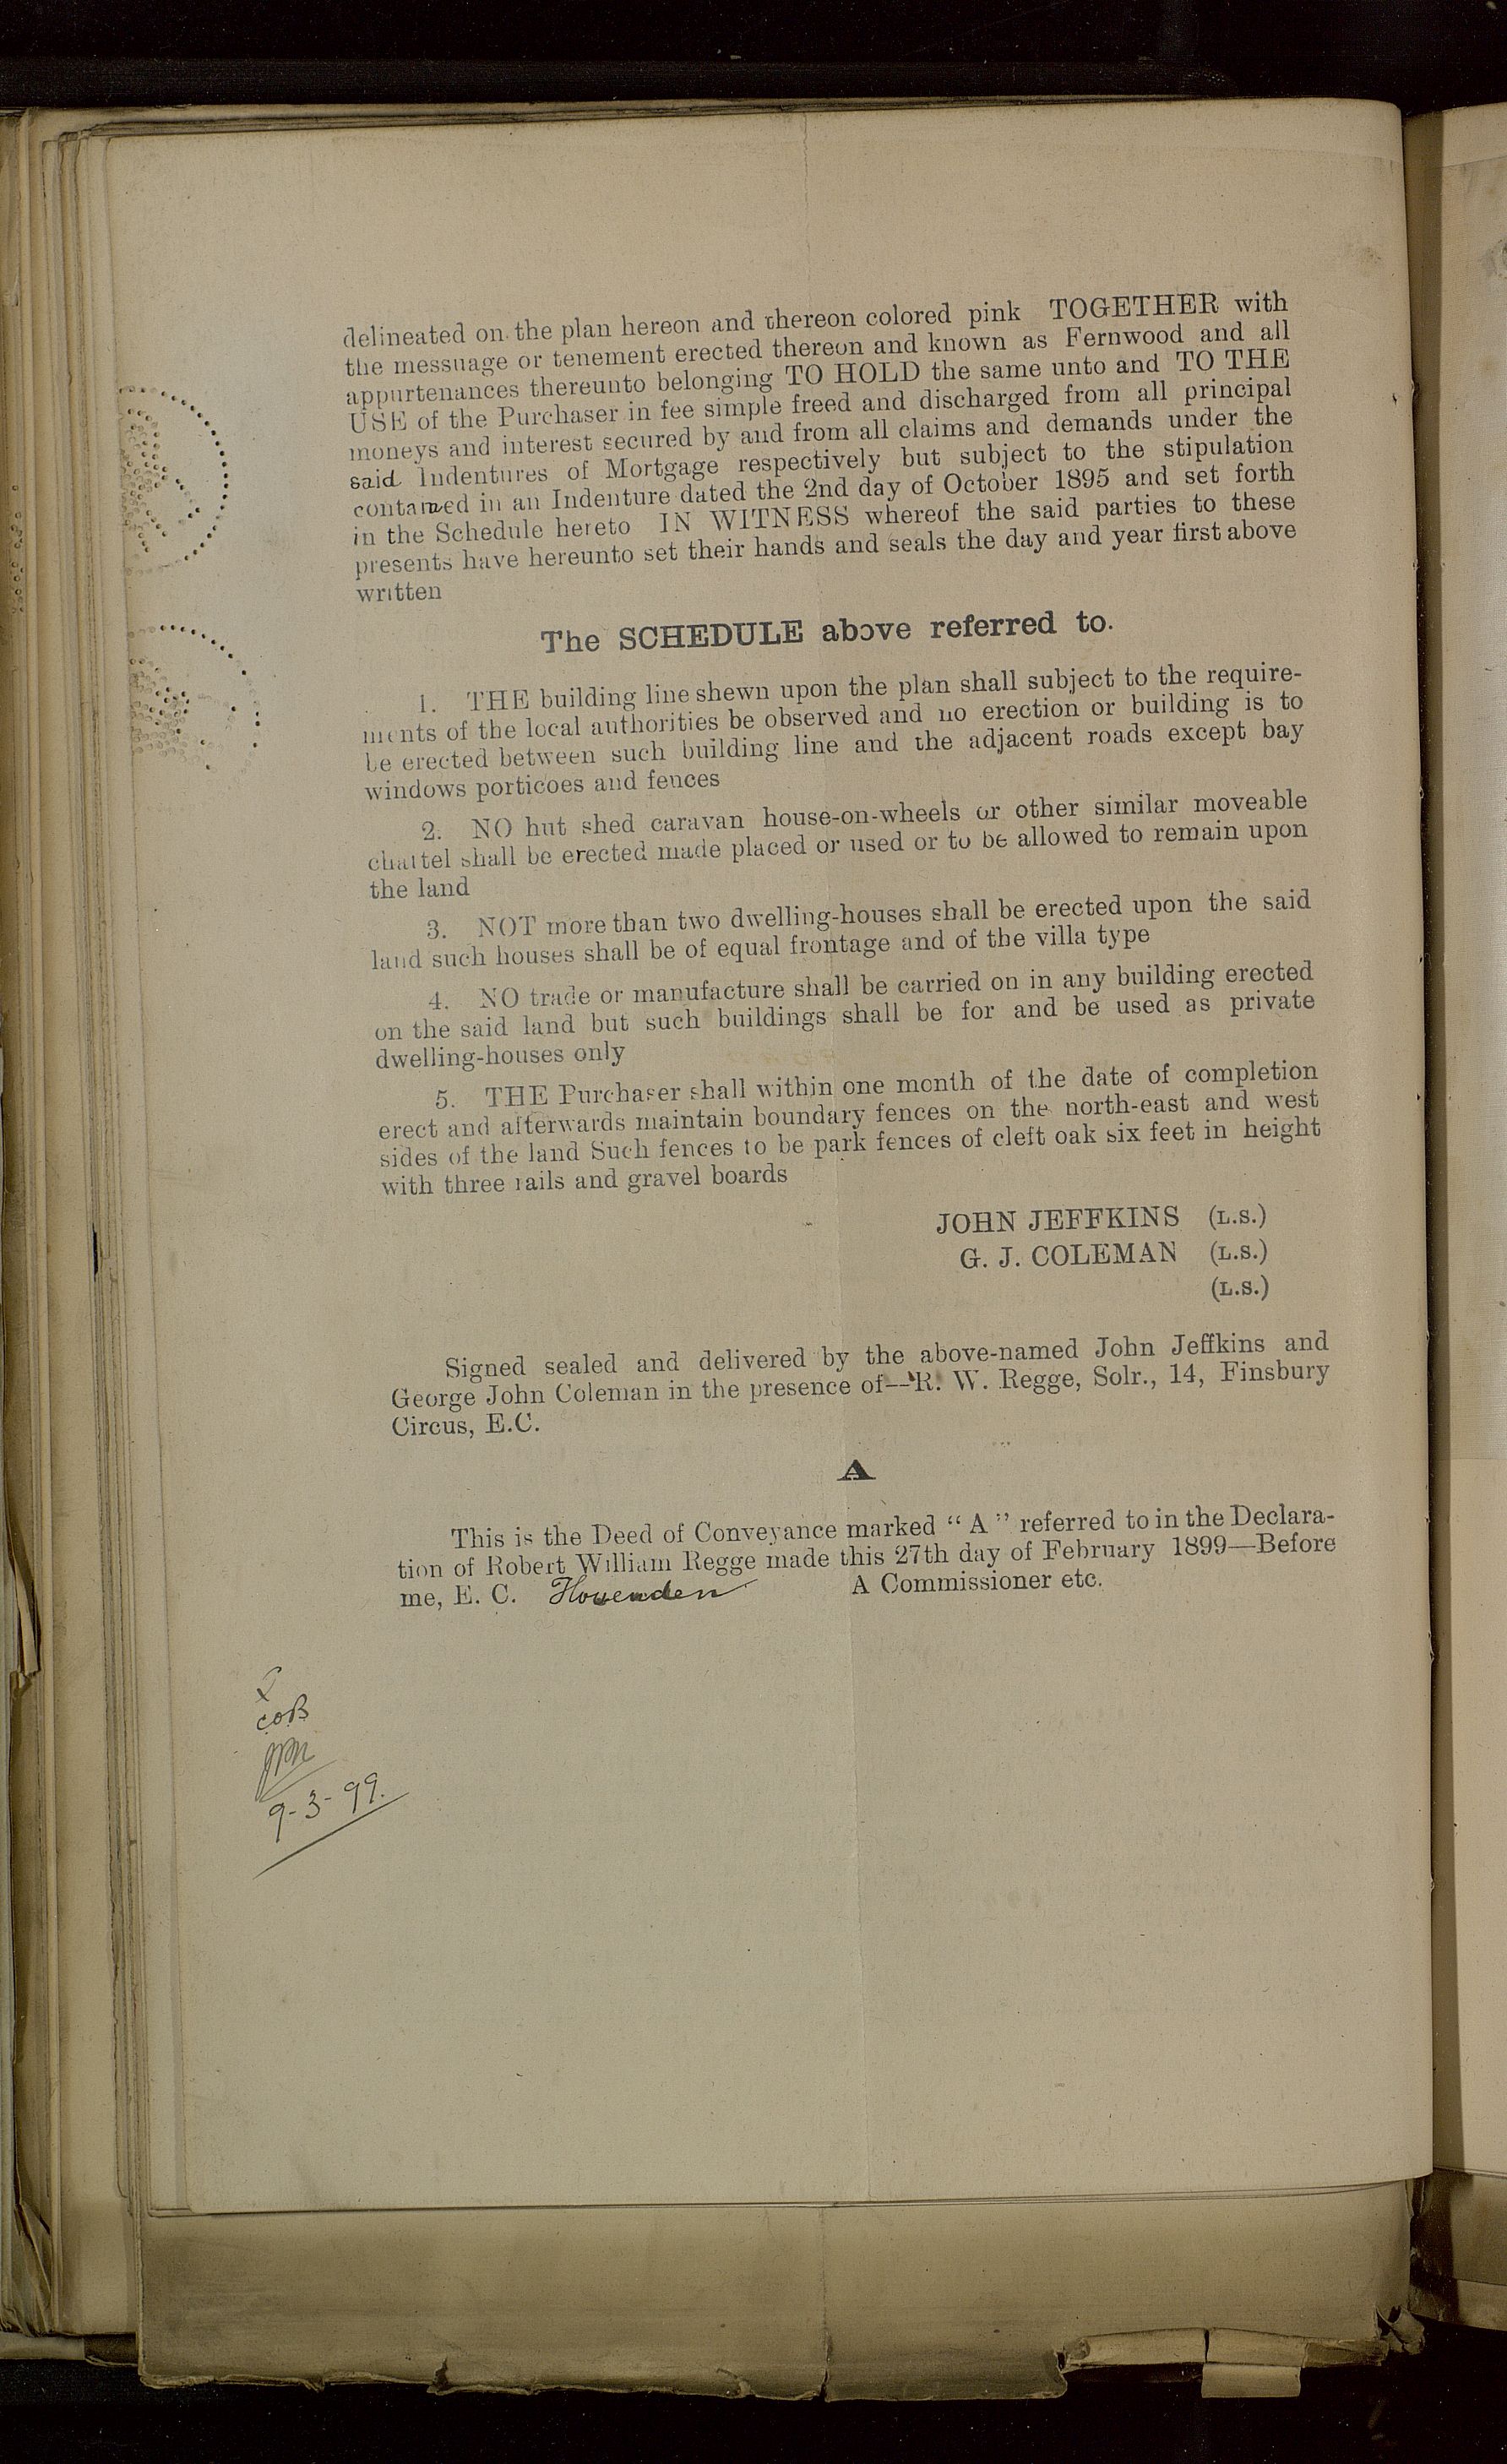 delineated on the plan hereon and thereon colored pink TOGETHER with
the messuage or tenement erected thereon and known as Fernwood and all
appurtenances thereunto belonging TO HOLD the same unto and TO THE
USE of the Purchaser in fee simple freed and discharged from all principal
moneys and interest secured by and from all claims and demands under the
said Indentures of Mortgage respectively but subject to the stipulation
contained in an Indenture dated the 2nd day of October 1895 and set forth
in the Schedule hereto IN WITNESS whereof the said parties to these
presents have hereunto set their hands and seals the day and year first above
written
The SCHEDULE above referred to.
1. THE building line shewn upon the plan shall subject to the require-
ments of the local authorities be observed and no erection or building is to
be erected between such building line and the adjacent roads except bay
windows porticoes and fences
2. NO hut shed caravan house-on-wheels or other similar moveable
chattel shall be erected made placed or used or to be allowed to remain upon
the land
3. NOT more than two dwelling-houses shall be erected upon the said
land such houses shall be of equal frontage and of the villa type
4. NO trade or manufacture shall be carried on in any building erected
on the said land but such buildings shall be for and be used as private
dwelling-houses only
5. THE Purchaser shall within one month of the date of completion
erect and afterwards maintain boundary fences on the north-east and west
sides of the land Such fences to be park fences of cleft oak six feet in height
with three rails and gravel boards
JOHN JEFFKINS (L.S.)
G. J. COLEMAN (L.S.)
(L.S.)
Signed sealed and delivered by the above-named John Jeffkins and
George John Coleman in the presence of—R. W. Regge, Solr., 14, Finsbury
Circus, E.C.
A
This is the Deed of Conveyance marked "A" referred to in the Declara-
tion of Robert William Regge made this 27th day of February 1899—Before
me, E. C. Hovenden A Commissioner etc.
9-3-99.